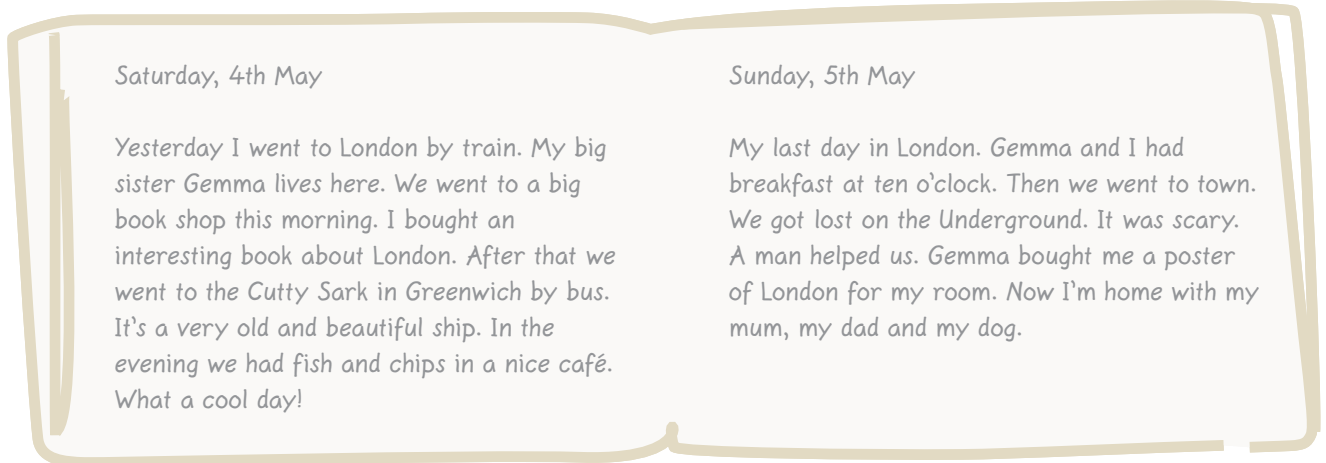 Saturday, 4th May
Yesterday I went to London by train. My big
sister Gemma lives here. We went to a big
book shop this morning. I bought an
interesting book about London. After that we
went to the Cutty Sark in Greenwich by bus.
It's a very old and beautiful ship. In the
evening we had fish and chips in a nice café.
What a cool day!
Sunday, 5th May
My last day in London. Gemma and I had
breakfast at ten o'clock. Then we went to town.
We got lost on the Underground. It was scary.
A man helped us. Gemma bought me a poster
of London for my room. Now I'm home with my
mum, my dad and my dog.